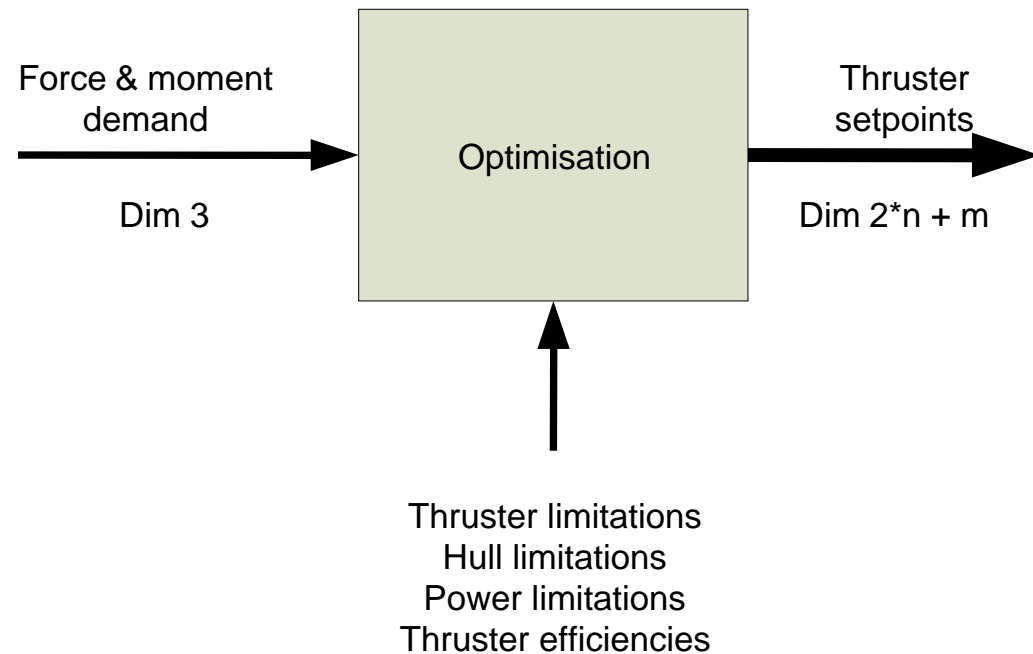 Force & moment
demand
Dim 3
Optimisation
Thruster
setpoints
Dim 2*n + m
Thruster limitations
Hull limitations
Power limitations
Thruster efficiencies